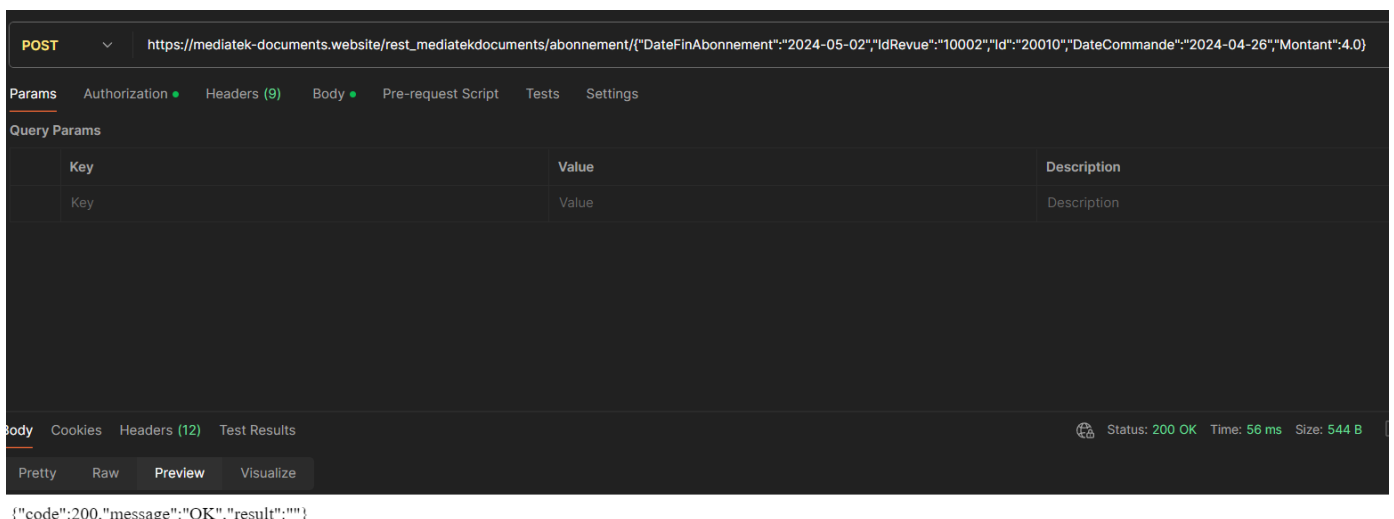 POST https://mediatek-documents.website/rest_mediatekdocuments/abonnement/{"DateFinAbonnement":"2024-05-02","IdRevue":"10002","Id":"20010","DateCommande":"2024-04-26","Montant":4.0}
Params Authorization Headers (9) Body Pre-request Script Tests Settings
Query Params
Key Value Description
Key Value Description
Body Cookies Headers (12) Test Results Status: 200 OK Time: 56 ms Size: 544 B
Pretty Raw Preview Visualize
{"code":200,"message":"OK","result":""}